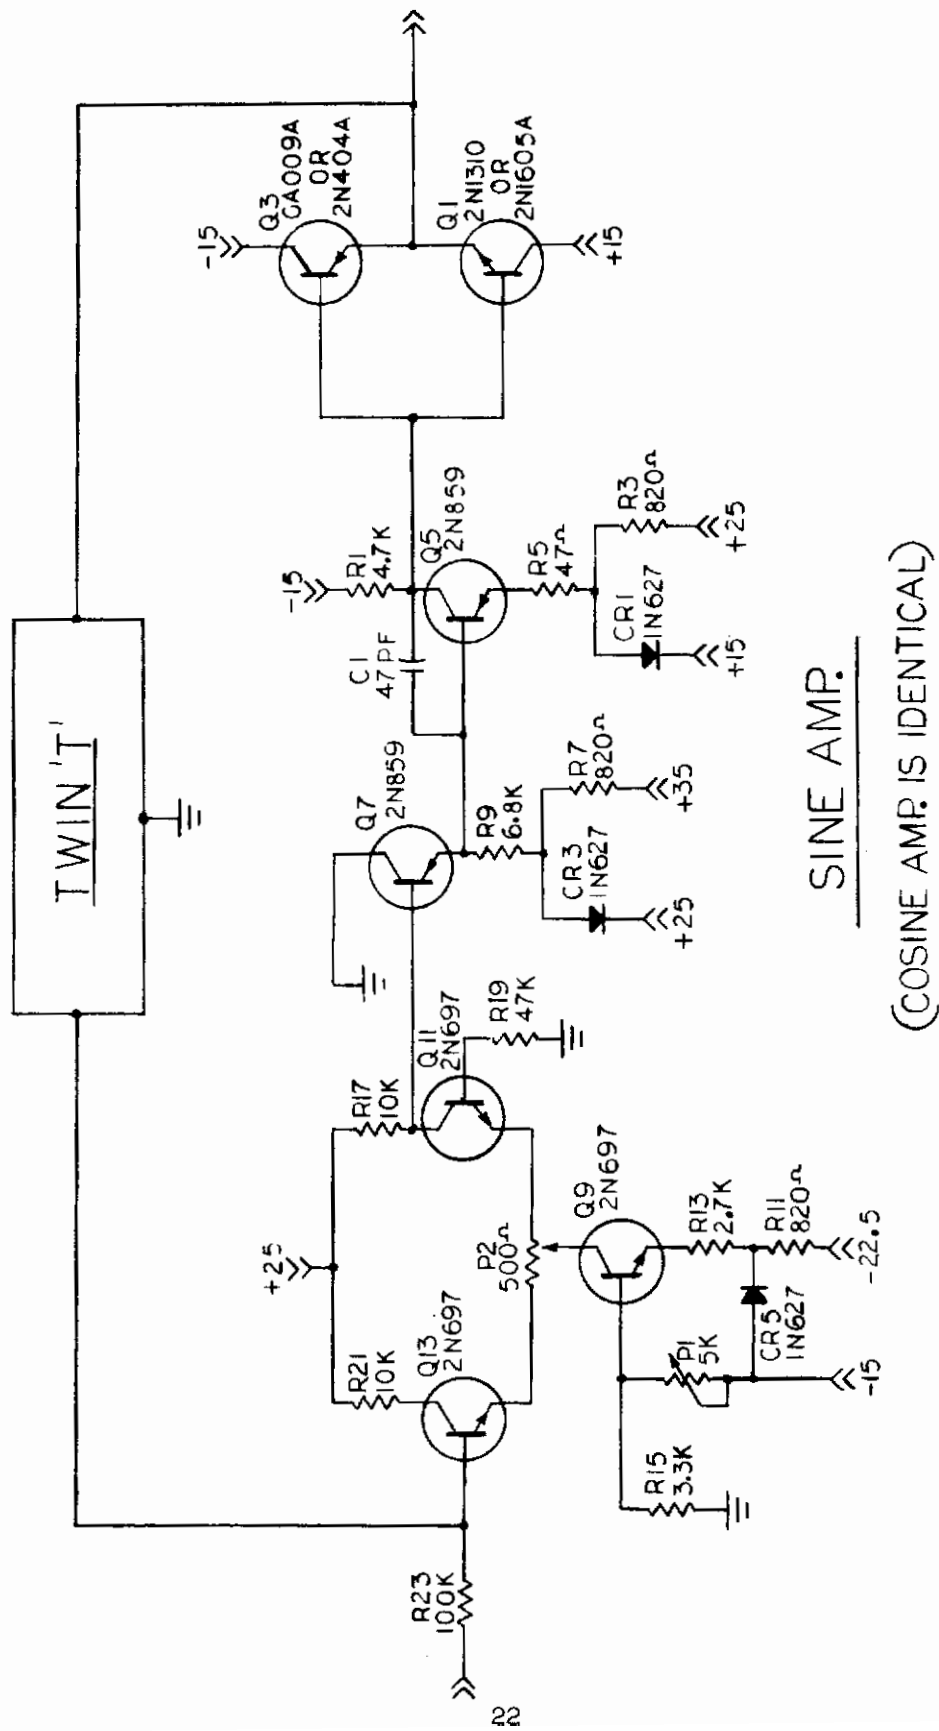 TWIN 'T'
R23
100K
R21
10K
Q13
2N697
+25
R17
10K
Q11
2N697
R19
47K
P2
500Ω
Q9
2N697
R15
3.3K
P1
5K
-15
CR5
1N627
R13
2.7K
R11
820Ω
-22.5
Q7
2N859
R9
6.8K
CR3
1N627
+25
R7
820Ω
+35
C1
47PF
-15
R1
4.7K
Q5
2N859
R5
47Ω
CR1
1N627
+15
R3
820Ω
+25
-15
Q3
GA009A
OR
2N404A
Q1
2N1310
OR
2N1605A
+15
SINE AMP.
(COSINE AMP. IS IDENTICAL)
22